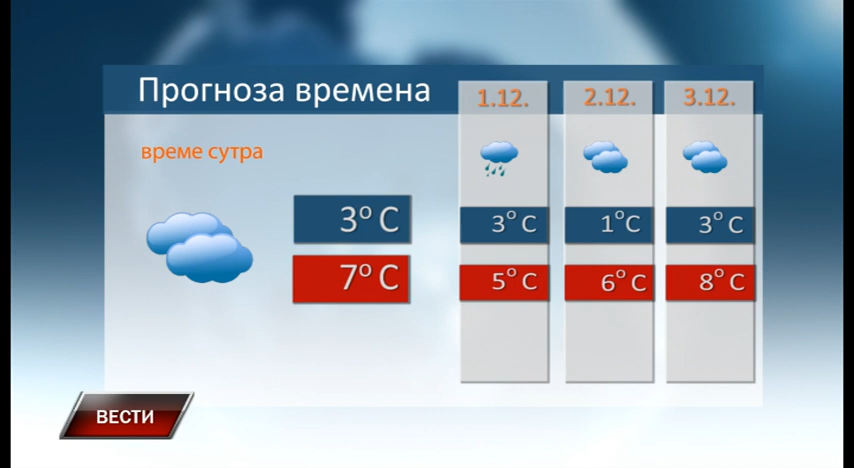 Прогноза времена
време сутра
3° C
7° C
1.12.
2.12.
3.12.
3° C
1°C
3° C
5° C
6° C
8° C
ВЕСТИ